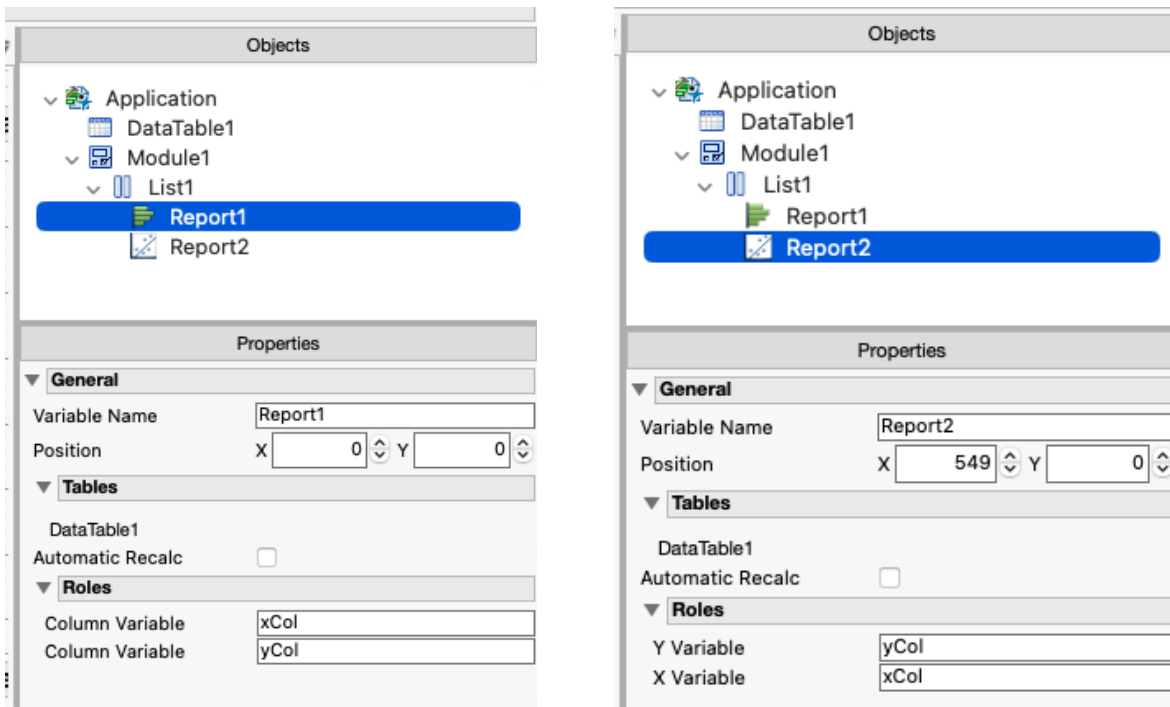 Objects
Application
DataTable1
Module1
List1
Report1
Report2
Properties
General
Variable Name Report1
Position X 0 Y 0
Tables
DataTable1
Automatic Recalc
Roles
Column Variable xCol
Column Variable yCol
Objects
Application
DataTable1
Module1
List1
Report1
Report2
Properties
General
Variable Name Report2
Position X 549 Y 0
Tables
DataTable1
Automatic Recalc
Roles
Y Variable yCol
X Variable xCol